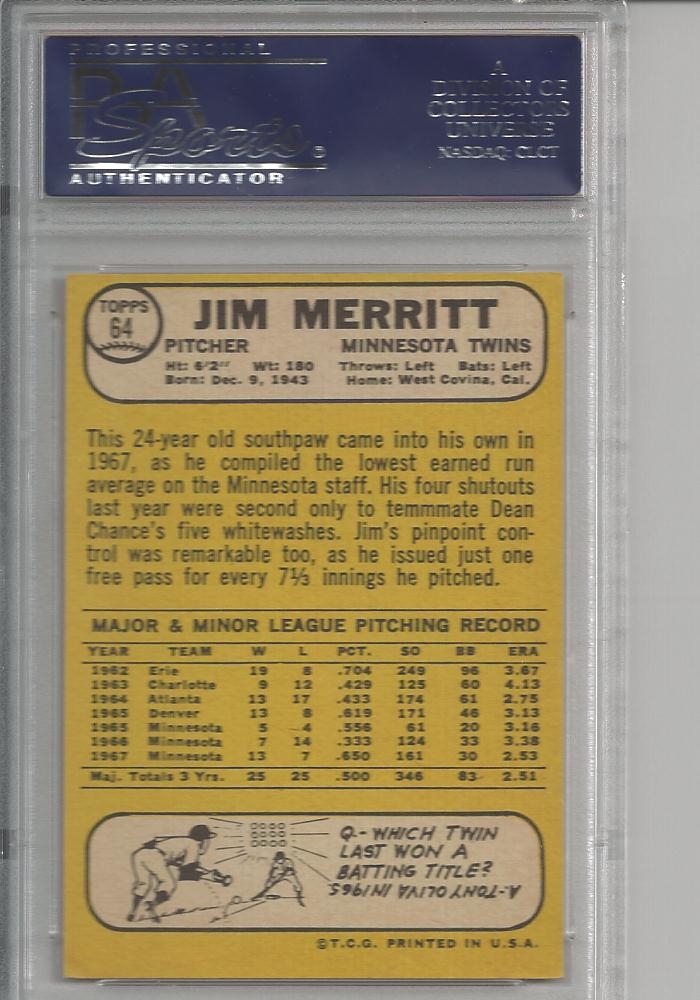 PROFESSIONAL
PSA
Sports
AUTHENTICATOR
A
DIVISION OF
COLLECTORS
UNIVERSE
NASDAQ: CLCT
TOPPS
64
JIM MERRITT
PITCHER MINNESOTA TWINS
Ht: 6'2" Wt: 180 Throws: Left Bats: Left
Born: Dec. 9, 1943 Home: West Covina, Cal.
This 24-year old southpaw came into his own in
1967, as he compiled the lowest earned run
average on the Minnesota staff. His four shutouts
last year were second only to temmmate Dean
Chance's five whitewashes. Jim's pinpoint con-
trol was remarkable too, as he issued just one
free pass for every 7⅓ innings he pitched.
MAJOR & MINOR LEAGUE PITCHING RECORD
YEAR TEAM W L PCT. SO BB ERA
1962 Erie 19 8 .704 249 96 3.67
1963 Charlotte 9 12 .429 125 60 4.13
1964 Atlanta 13 17 .433 174 61 2.75
1965 Denver 13 8 .619 171 46 3.13
1965 Minnesota 5 4 .556 61 20 3.16
1966 Minnesota 7 14 .333 124 33 3.38
1967 Minnesota 13 7 .650 161 30 2.53
Maj. Totals 3 Yrs. 25 25 .500 346 83 2.51
Q.-WHICH TWIN
LAST WON A
BATTING TITLE?
A.-TONY OLIVA IN 1965.
©T.C.G. PRINTED IN U.S.A.